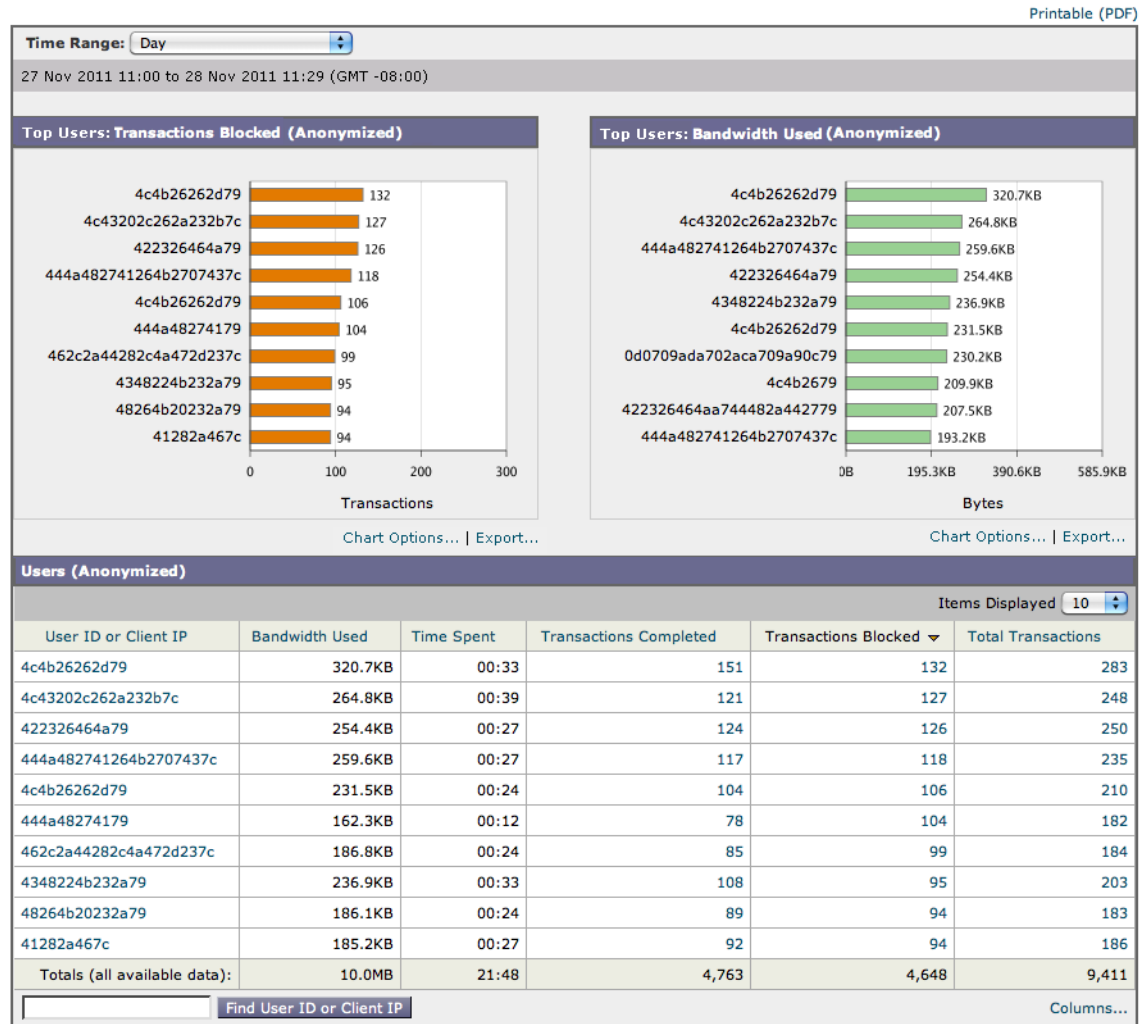 Printable (PDF)
Time Range: Day
27 Nov 2011 11:00 to 28 Nov 2011 11:29 (GMT -08:00)
Top Users: Transactions Blocked (Anonymized)
4c4b26262d79 132
4c43202c262a232b7c 127
422326464a79 126
444a482741264b2707437c 118
4c4b26262d79 106
444a48274179 104
462c2a44282c4a472d237c 99
4348224b232a79 95
48264b20232a79 94
41282a467c 94
0 100 200 300
Transactions
Chart Options... | Export...
Top Users: Bandwidth Used (Anonymized)
4c4b26262d79 320.7KB
4c43202c262a232b7c 264.8KB
444a482741264b2707437c 259.6KB
422326464a79 254.4KB
4348224b232a79 236.9KB
4c4b26262d79 231.5KB
0d0709ada702aca709a90c79 230.2KB
4c4b2679 209.9KB
422326464aa744482a442779 207.5KB
444a482741264b2707437c 193.2KB
0B 195.3KB 390.6KB 585.9KB
Bytes
Chart Options... | Export...
Users (Anonymized)
Items Displayed 10
User ID or Client IP Bandwidth Used Time Spent Transactions Completed Transactions Blocked Total Transactions
4c4b26262d79 320.7KB 00:33 151 132 283
4c43202c262a232b7c 264.8KB 00:39 121 127 248
422326464a79 254.4KB 00:27 124 126 250
444a482741264b2707437c 259.6KB 00:27 117 118 235
4c4b26262d79 231.5KB 00:24 104 106 210
444a48274179 162.3KB 00:12 78 104 182
462c2a44282c4a472d237c 186.8KB 00:24 85 99 184
4348224b232a79 236.9KB 00:33 108 95 203
48264b20232a79 186.1KB 00:24 89 94 183
41282a467c 185.2KB 00:27 92 94 186
Totals (all available data): 10.0MB 21:48 4,763 4,648 9,411
Find User ID or Client IP
Columns...